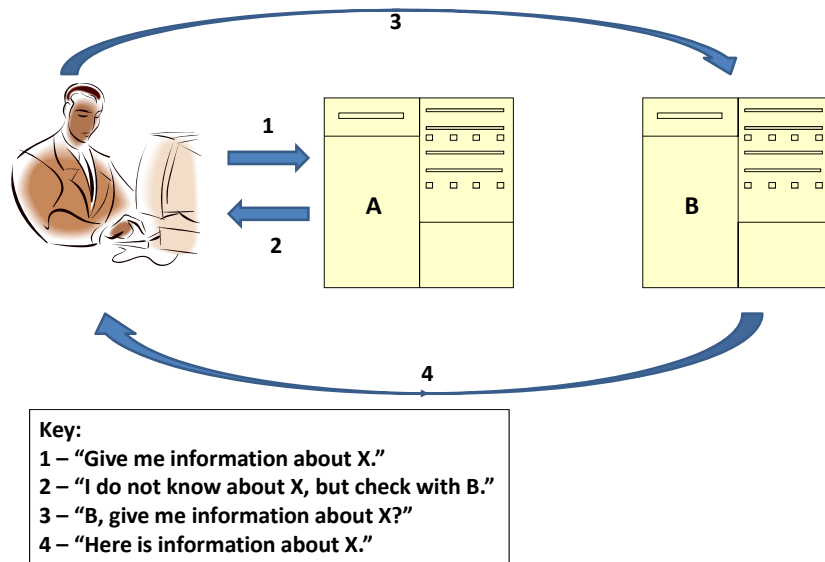 3
1
A
B
2
4
Key:
1 – “Give me information about X.”
2 – “I do not know about X, but check with B.”
3 – “B, give me information about X?”
4 – “Here is information about X.”